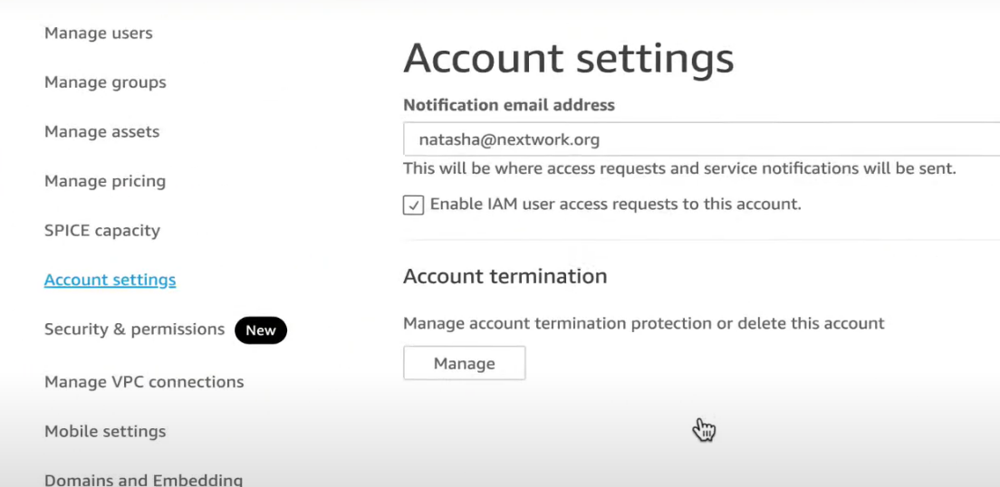 Manage users
Manage groups
Manage assets
Manage pricing
SPICE capacity
Account settings
Security & permissions New
Manage VPC connections
Mobile settings
Domains and Embedding
Account settings
Notification email address
natasha@nextwork.org
This will be where access requests and service notifications will be sent.
Enable IAM user access requests to this account.
Account termination
Manage account termination protection or delete this account
Manage